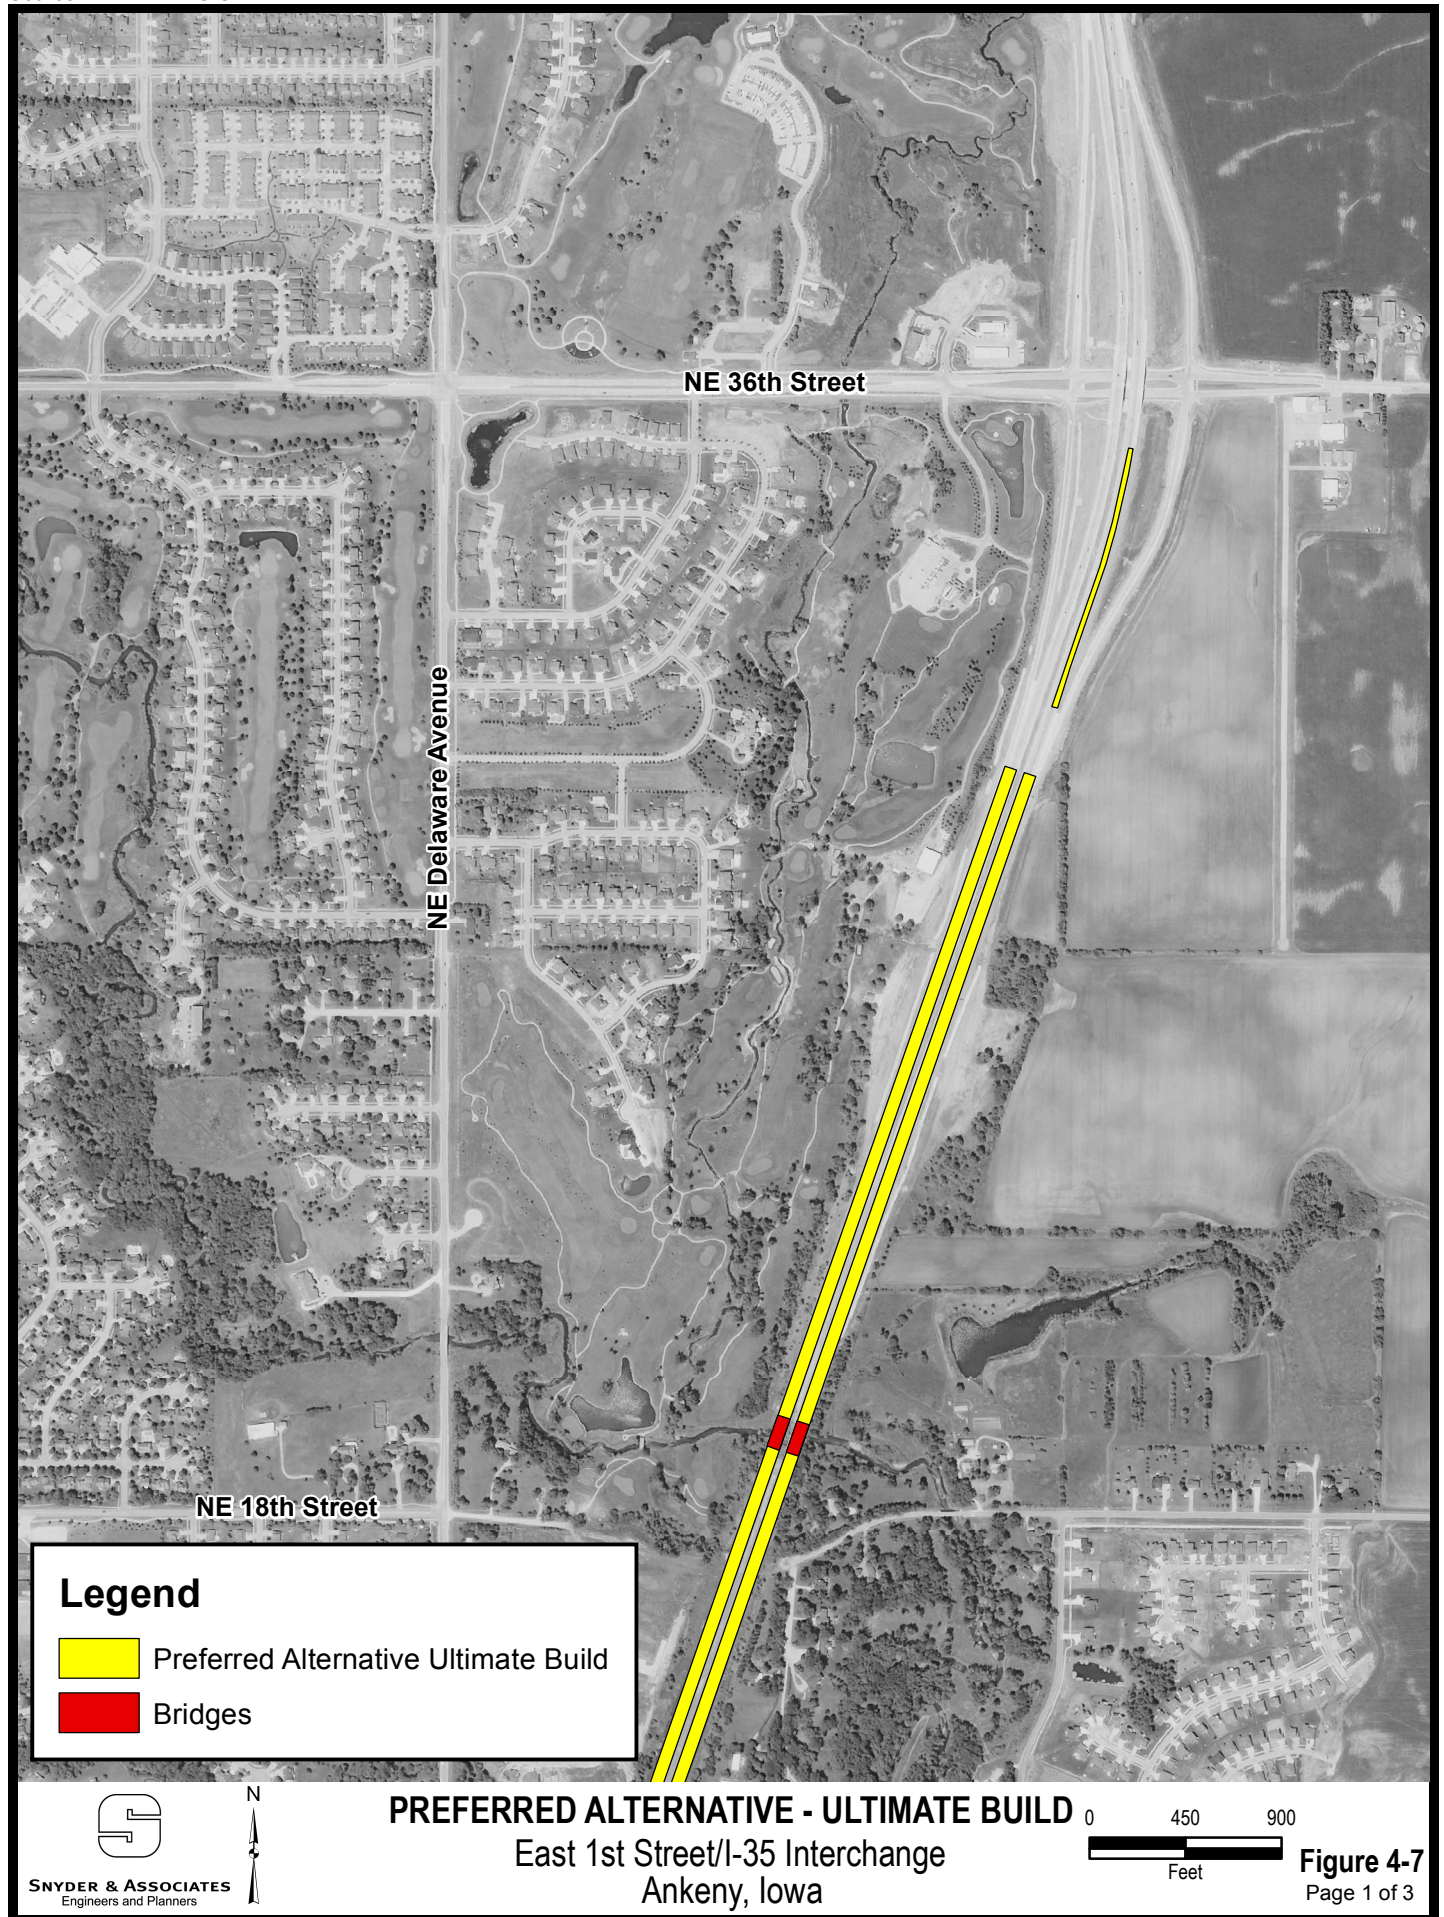 NE 36th Street
NE Delaware Avenue
NE 18th Street
Legend
Preferred Alternative Ultimate Build
Bridges
S
SNYDER & ASSOCIATES
Engineers and Planners
N
PREFERRED ALTERNATIVE - ULTIMATE BUILD
East 1st Street/I-35 Interchange
Ankeny, Iowa
0 450 900
Feet
Figure 4-7
Page 1 of 3